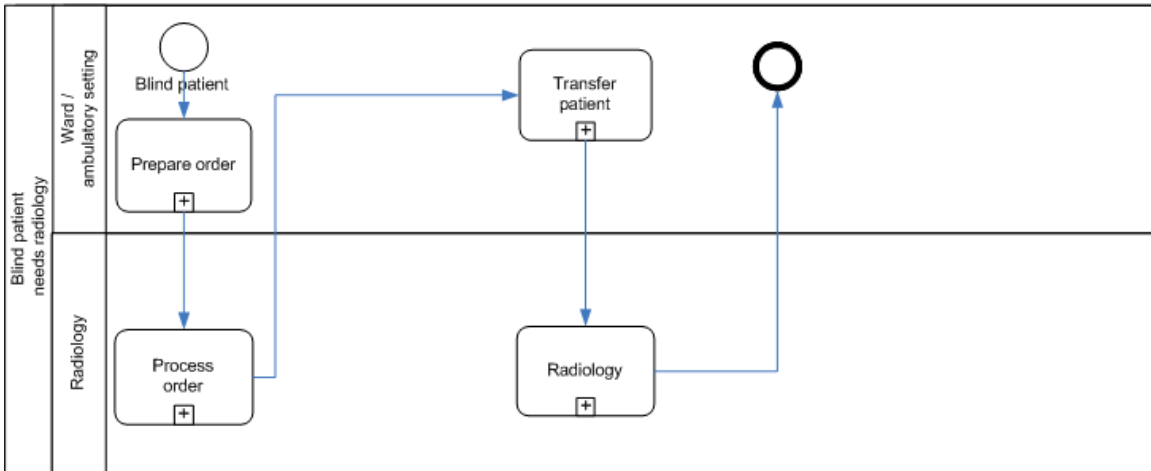 Blind patient
needs radiology
Ward /
ambulatory setting
Blind patient
Prepare order
Transfer
patient
Radiology
Process
order
Radiology